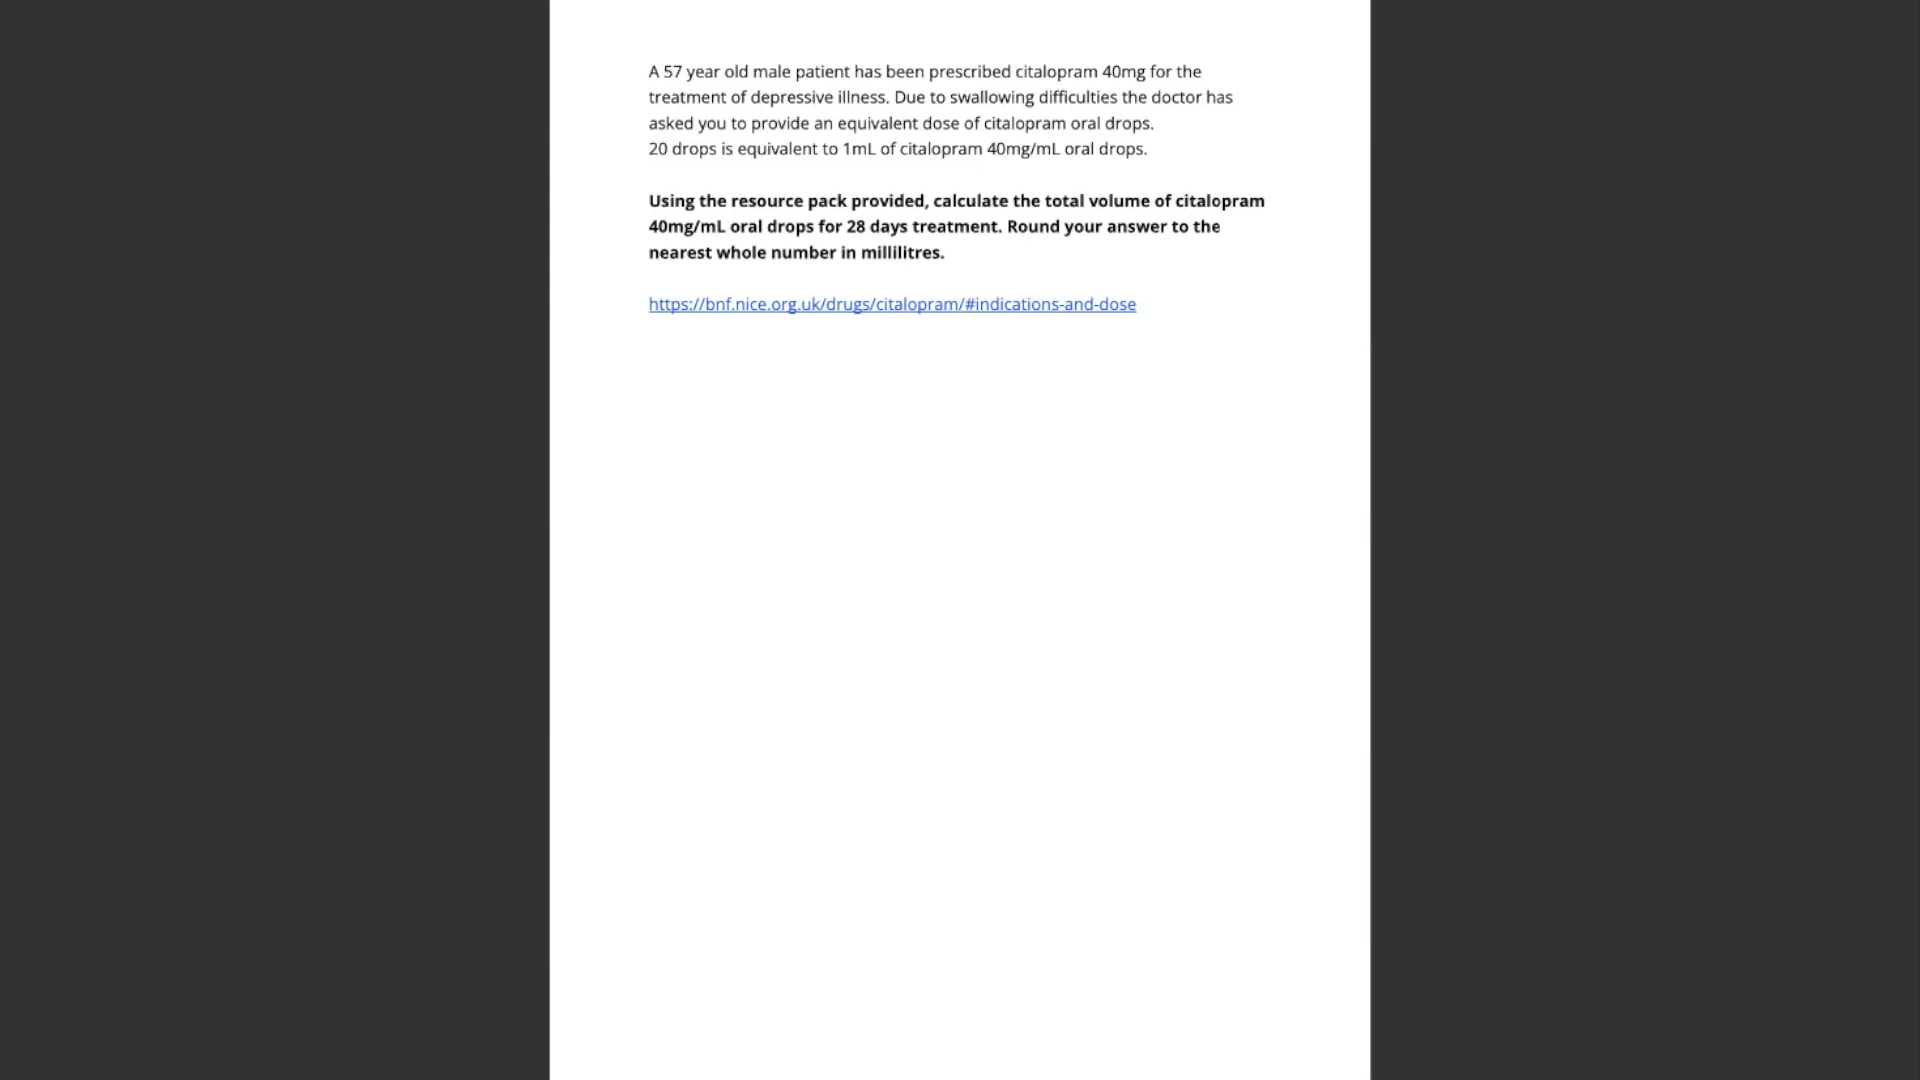 A 57 year old male patient has been prescribed citalopram 40mg for the
treatment of depressive illness. Due to swallowing difficulties the doctor has
asked you to provide an equivalent dose of citalopram oral drops.
20 drops is equivalent to 1mL of citalopram 40mg/mL oral drops.
Using the resource pack provided, calculate the total volume of citalopram
40mg/mL oral drops for 28 days treatment. Round your answer to the
nearest whole number in millilitres.
https://bnf.nice.org.uk/drugs/citalopram/#indications-and-dose